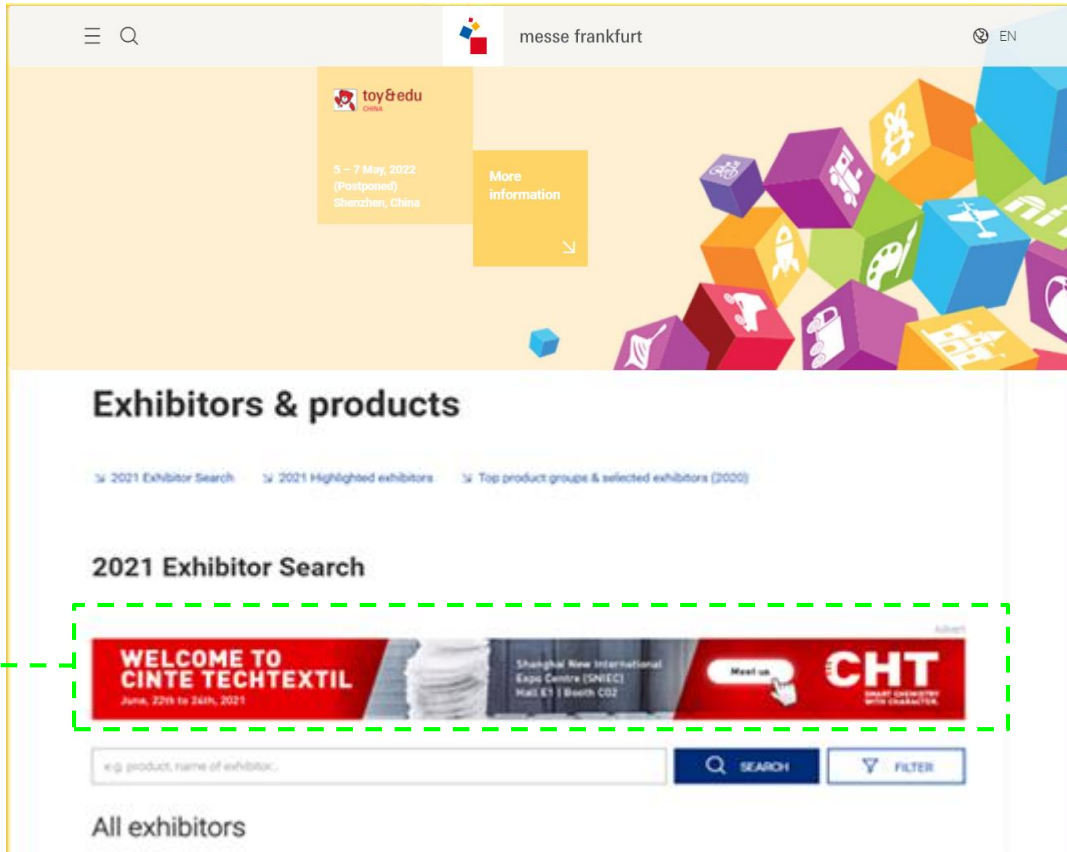 messe frankfurt
EN
toy&edu
CHINA
5 – 7 May, 2022
(Postponed)
Shenzhen, China
More
information
Exhibitors & products
2021 Exhibitor Search
2021 Highlighted exhibitors
Top product groups & selected exhibitors (2020)
2021 Exhibitor Search
Advert
WELCOME TO
CINTE TECHTEXTIL
June, 22th to 24th, 2021
Shanghai New International
Expo Centre (SNIEC)
Hall E1 | Booth C02
Meet us
CHT
SMART CHEMISTRY
WITH CHARACTER.
e.g. product, name of exhibitor...
SEARCH
FILTER
All exhibitors